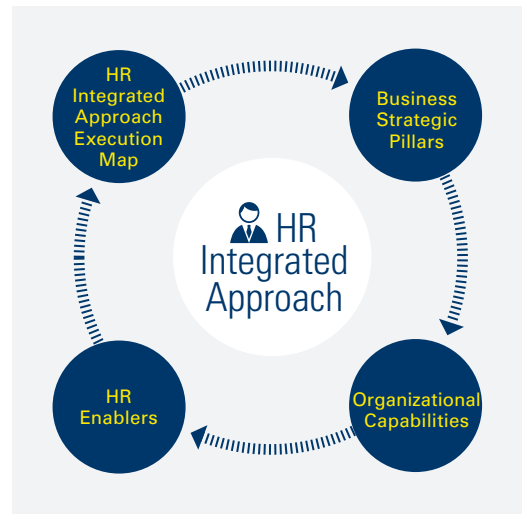 HR
Integrated
Approach
Execution
Map
Business
Strategic
Pillars
HR
Integrated
Approach
HR
Enablers
Organizational
Capabilities